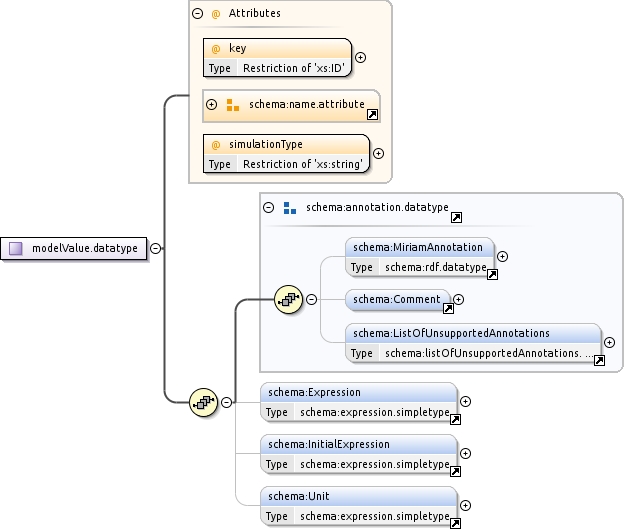 @ Attributes
@ key
Type Restriction of 'xs:ID'
schema:name.attribute
@ simulationType
Type Restriction of 'xs:string'
schema:annotation.datatype
modelValue.datatype
schema:MiriamAnnotation
Type schema:rdf.datatype
schema:Comment
schema:ListOfUnsupportedAnnotations
Type schema:listOfUnsupportedAnnotations. ...
schema:Expression
Type schema:expression.simpletype
schema:InitialExpression
Type schema:expression.simpletype
schema:Unit
Type schema:expression.simpletype